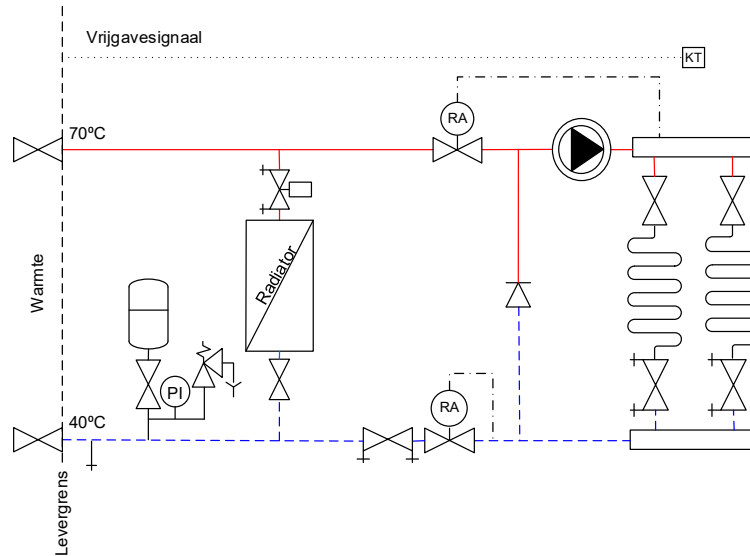 Vrijgavesignaal
KT
70ºC
RA
Warmte
Radiator
PI
RA
40ºC
Levergrens